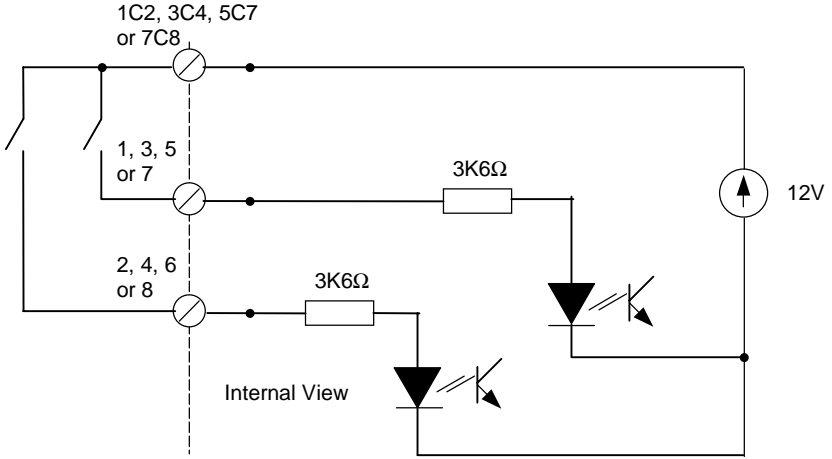 1C2, 3C4, 5C7
or 7C8
1, 3, 5
or 7
3K6Ω
12V
2, 4, 6
or 8
3K6Ω
Internal View